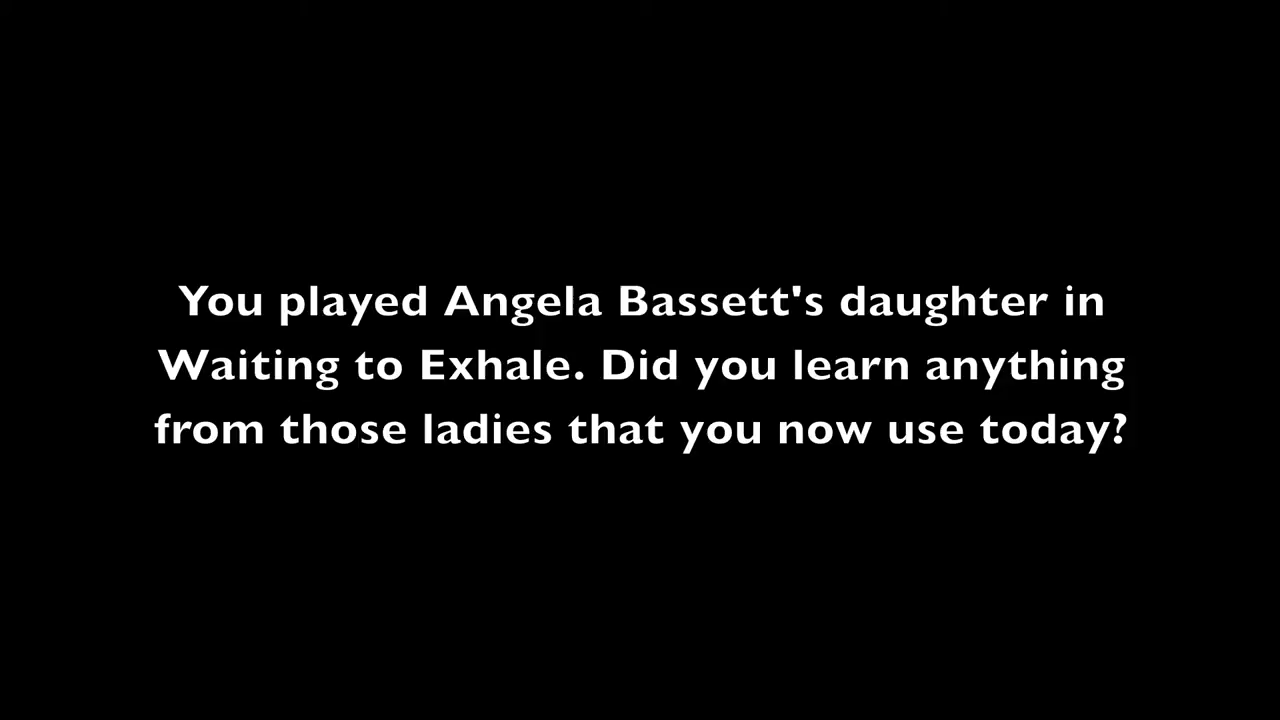 You played Angela Bassett's daughter in
Waiting to Exhale. Did you learn anything
from those ladies that you now use today?